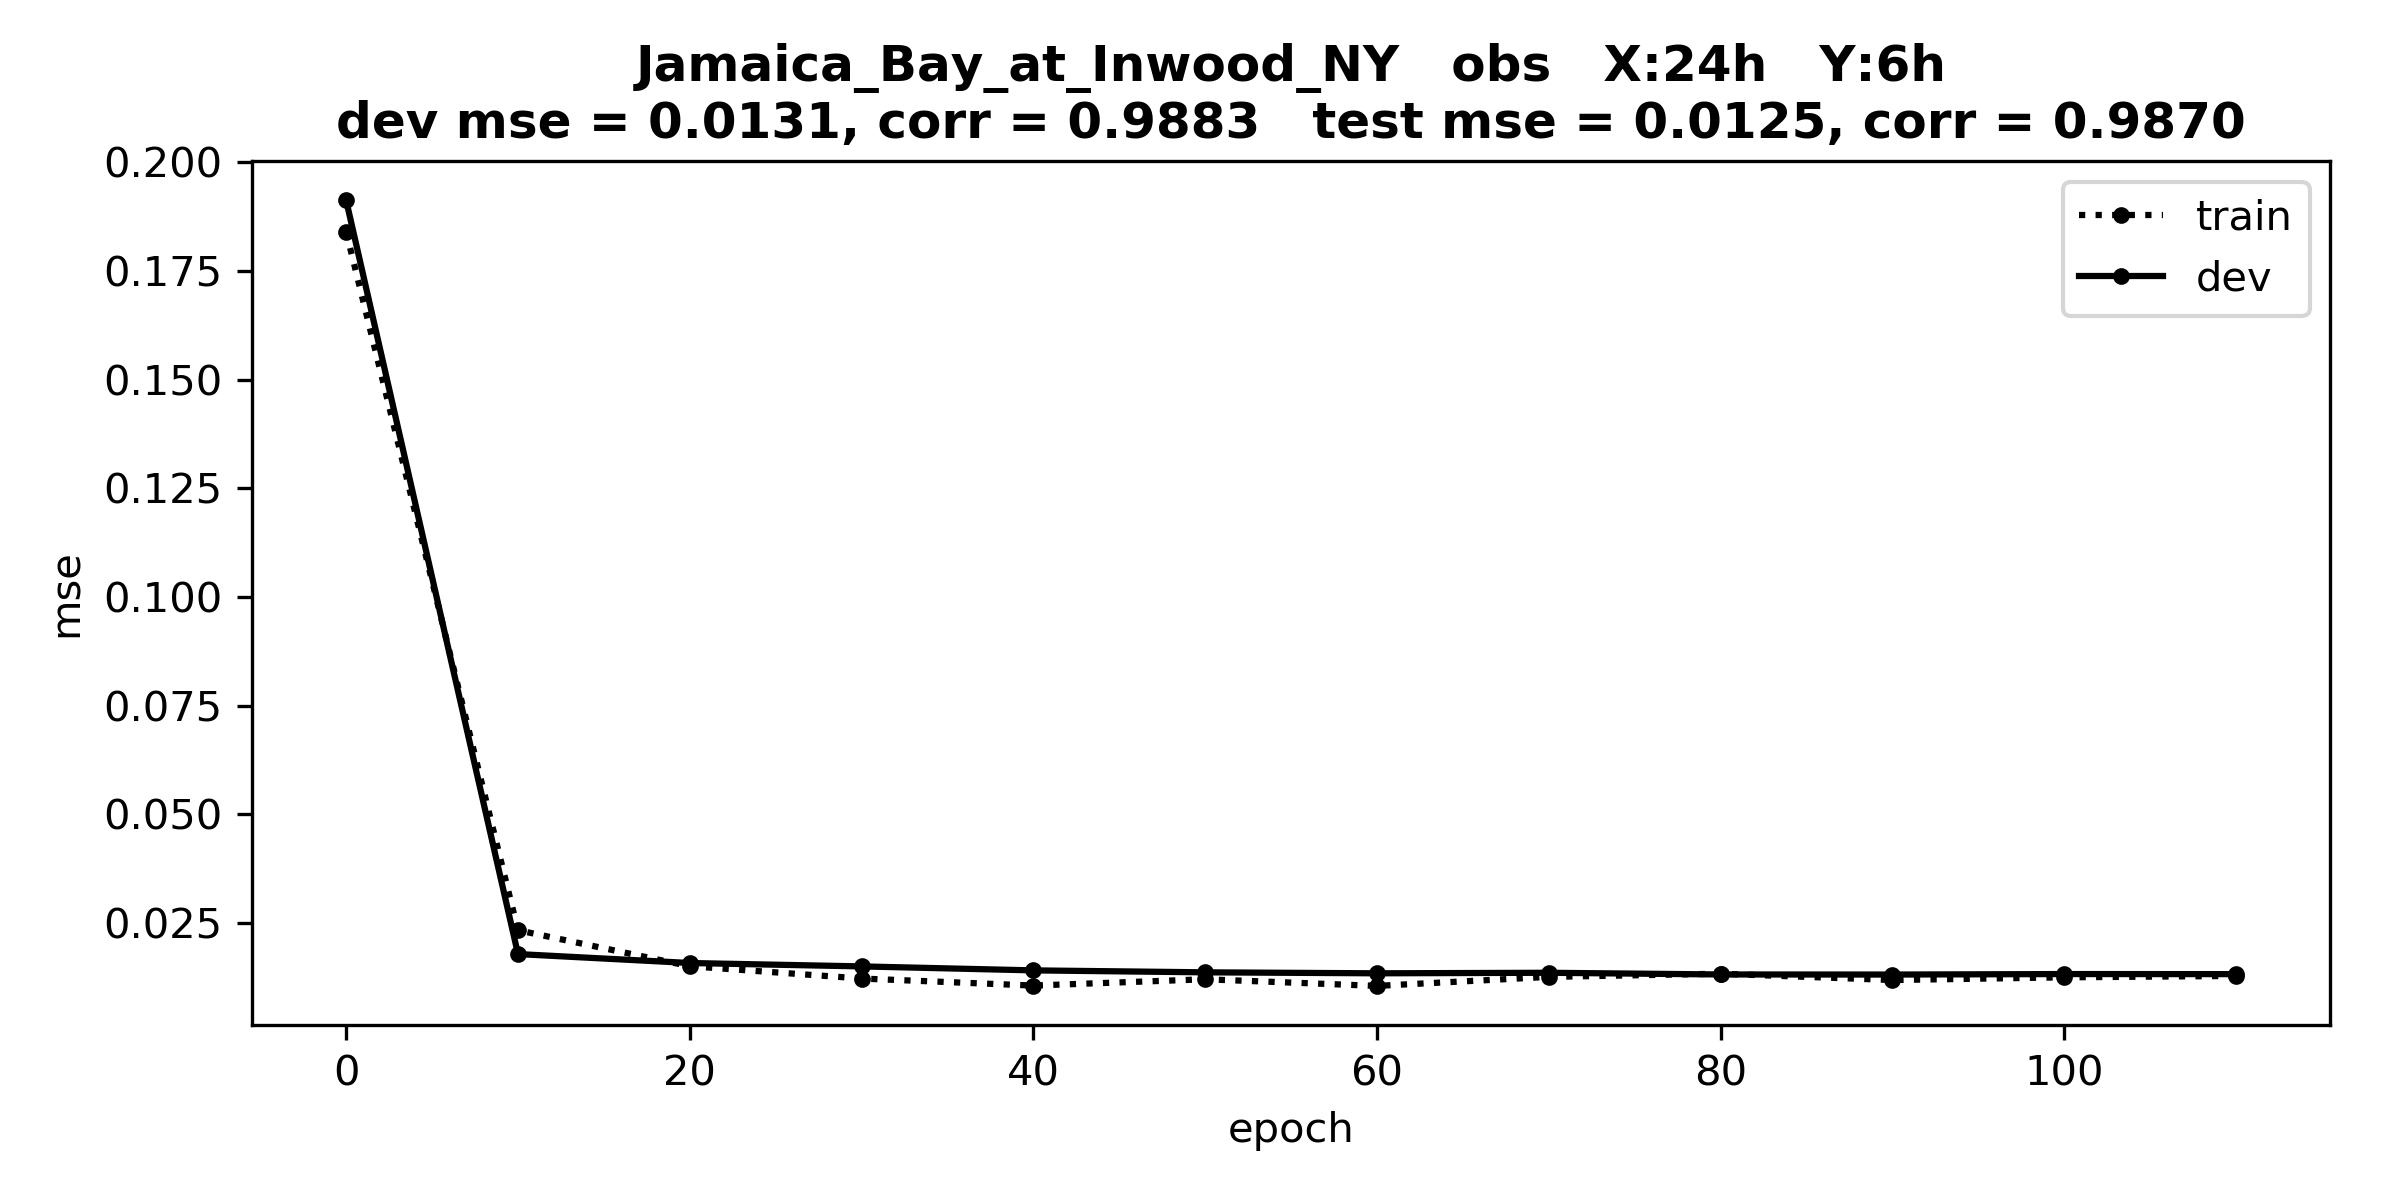 Jamaica_Bay_at_Inwood_NY   obs   X:24h   Y:6h
dev mse = 0.0131, corr = 0.9883   test mse = 0.0125, corr = 0.9870
0.200
0.175
0.150
0.125
0.100
0.075
0.050
0.025
mse
train
dev
0 20 40 60 80 100
epoch